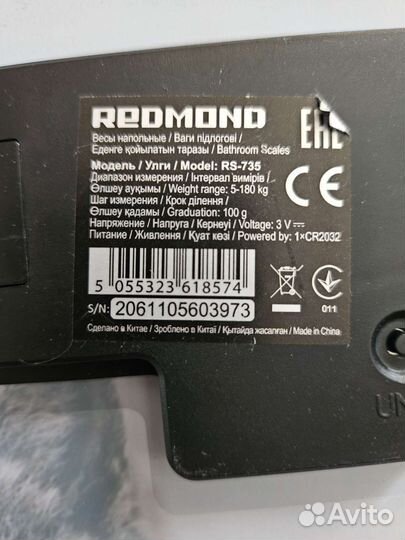 REDMOND
EAC
Весы напольные / Ваги підлогові /
Еденге қойылатын таразы / Bathroom Scales
Модель / Улги / Model: RS-735
Диапазон измерения / Інтервал вимірів /
Өлшеу ауқымы / Weight range: 5-180 kg
Шаг измерения / Крок ділення /
Өлшеу қадамы / Graduation: 100 g
Напряжение / Напруга / Кернеуі / Voltage: 3 V
Питание / Живлення / Қуат көзі / Powered by: 1×CR2032
CE
5 055323 618574
S/N: 2061105603973
011
Сделано в Китае / Зроблено в Китаї / Қытайда жасалған / Made in China
Avito